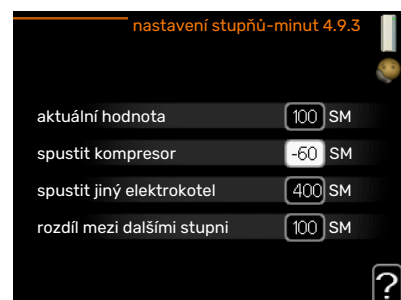 nastavení stupňů-minut 4.9.3
aktuální hodnota 100 SM
spustit kompresor -60 SM
spustit jiný elektrokotel 400 SM
rozdíl mezi dalšími stupni 100 SM
?